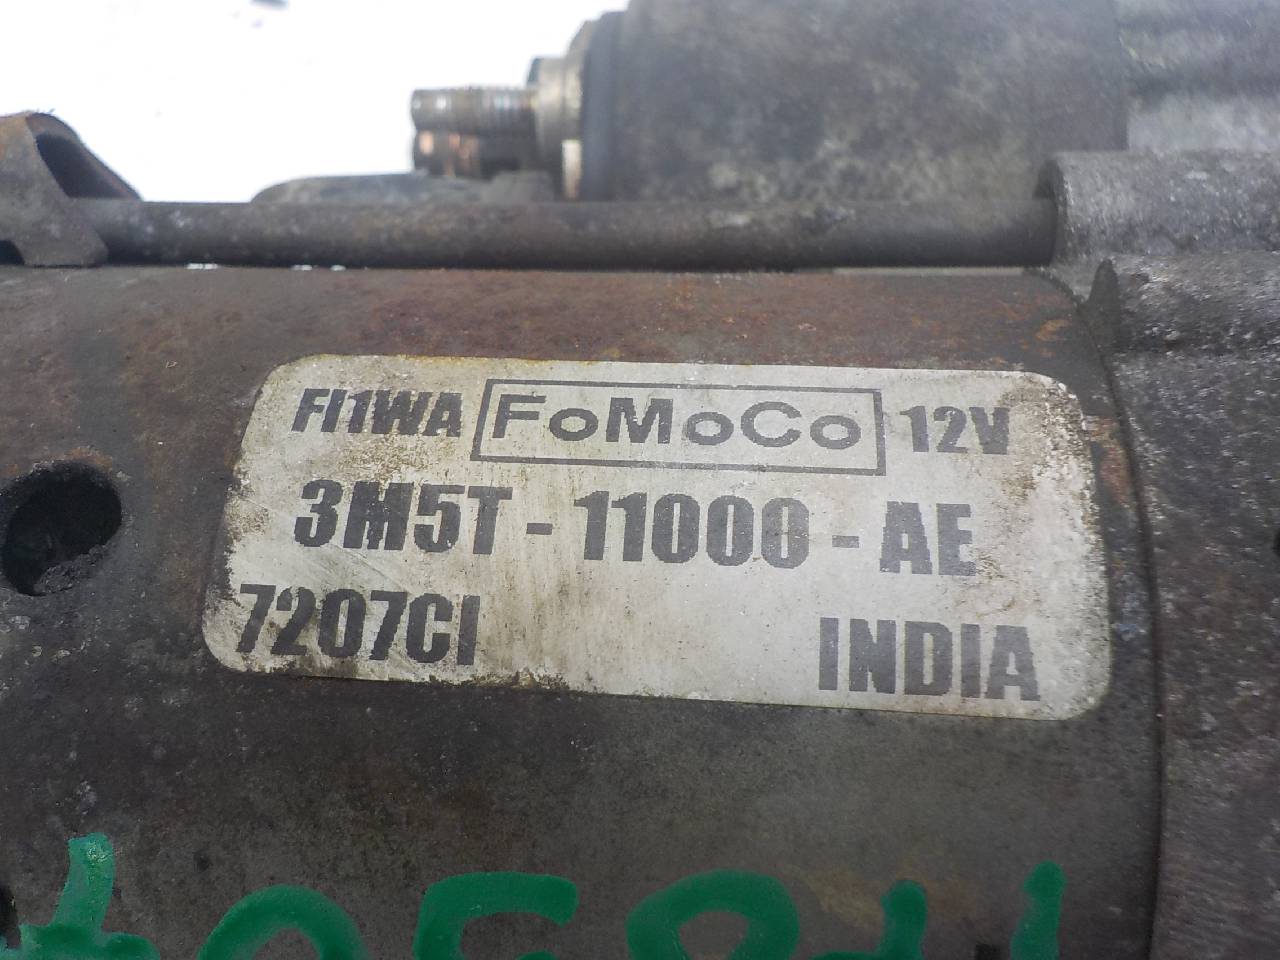 FI1WA FoMoCo 12V
3M5T - 11000 - AE
7207CI INDIA